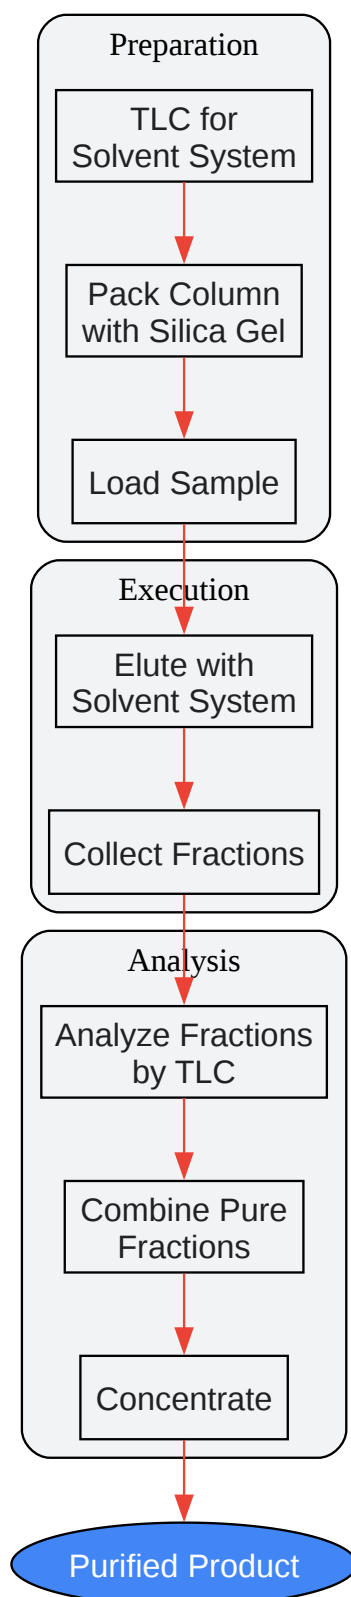 Preparation
TLC for
Solvent System
Pack Column
with Silica Gel
Load Sample
Execution
Elute with
Solvent System
Collect Fractions
Analysis
Analyze Fractions
by TLC
Combine Pure
Fractions
Concentrate
Purified Product